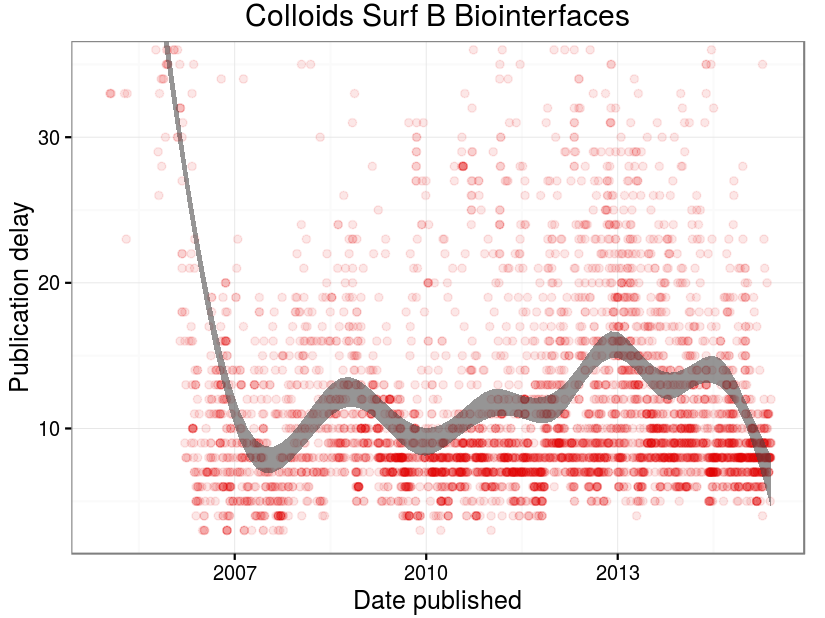 Colloids Surf B Biointerfaces
Publication delay
30
20
10
2007
2010
2013
Date published